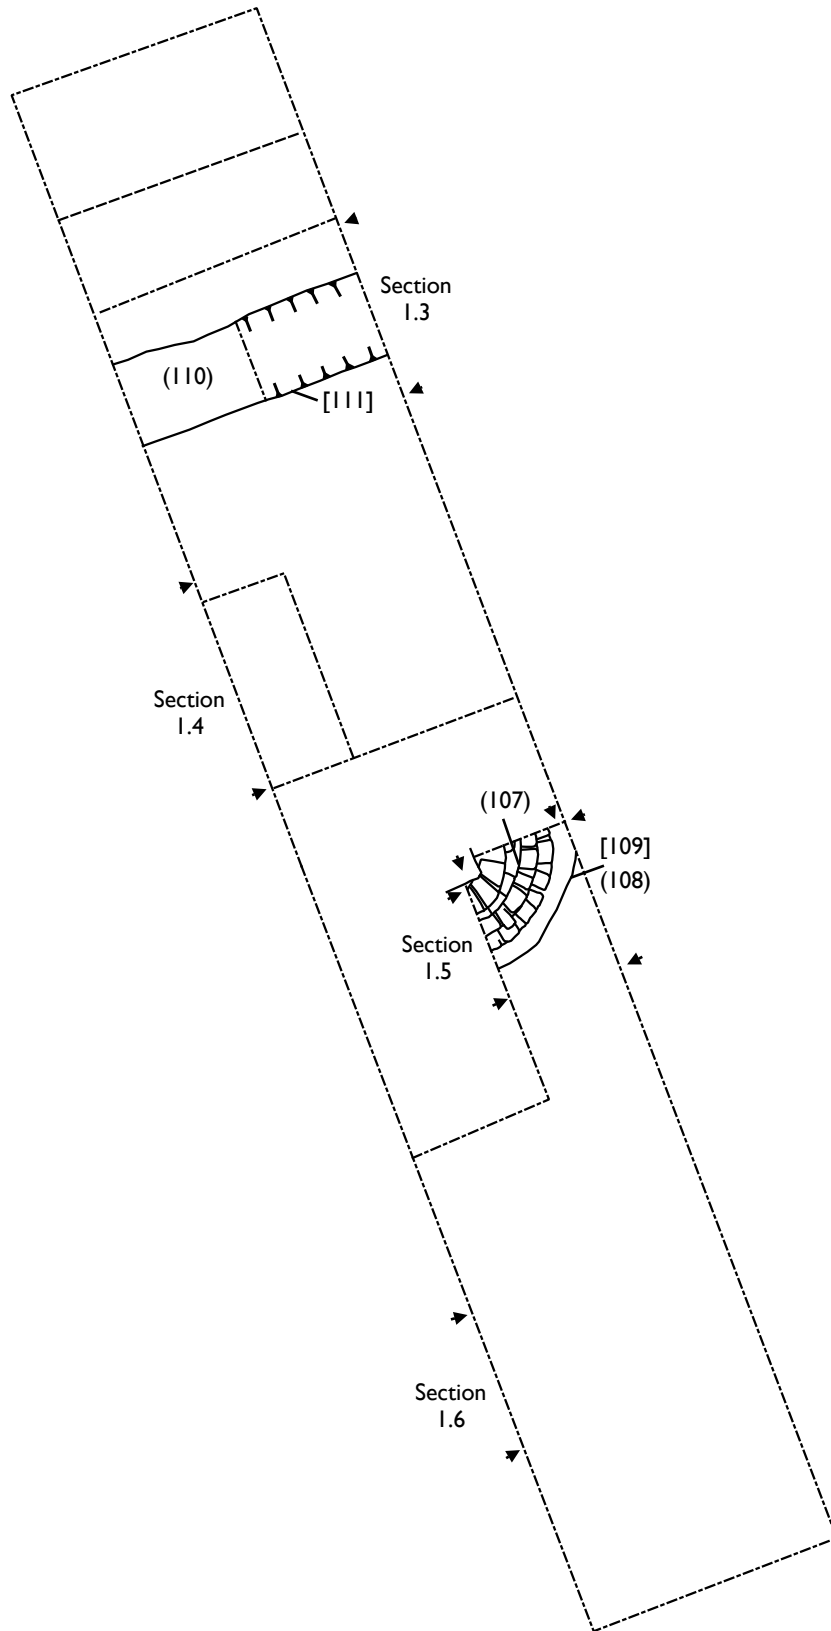 Section
1.3
(110)
[111]
Section
1.4
(107)
[109]
(108)
Section
1.5
Section
1.6